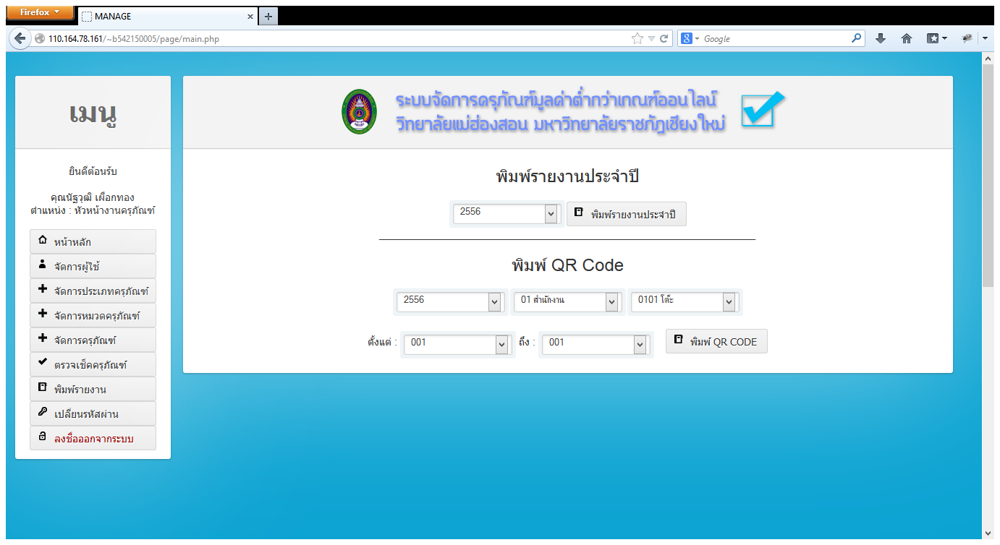 Firefox
MANAGE
110.164.78.161/~b542150005/page/main.php
Google
เมนู
ยินดีต้อนรับ
คุณนัฐวุฒิ เผือกทอง
ตำแหน่ง : หัวหน้างานครุภัณฑ์
หน้าหลัก
จัดการผู้ใช้
จัดการประเภทครุภัณฑ์
จัดการหมวดครุภัณฑ์
จัดการครุภัณฑ์
ตรวจเช็คครุภัณฑ์
พิมพ์รายงาน
เปลี่ยนรหัสผ่าน
ลงชื่อออกจากระบบ
ระบบจัดการครุภัณฑ์มูลค่าต่ำกว่าเกณฑ์ออนไลน์
วิทยาลัยแม่ฮ่องสอน มหาวิทยาลัยราชภัฏเชียงใหม่
พิมพ์รายงานประจำปี
2556 พิมพ์รายงานประจำปี
พิมพ์ QR Code
2556 01 สำนักงาน 0101 โต๊ะ
ตั้งแต่ : 001 ถึง : 001 พิมพ์ QR CODE